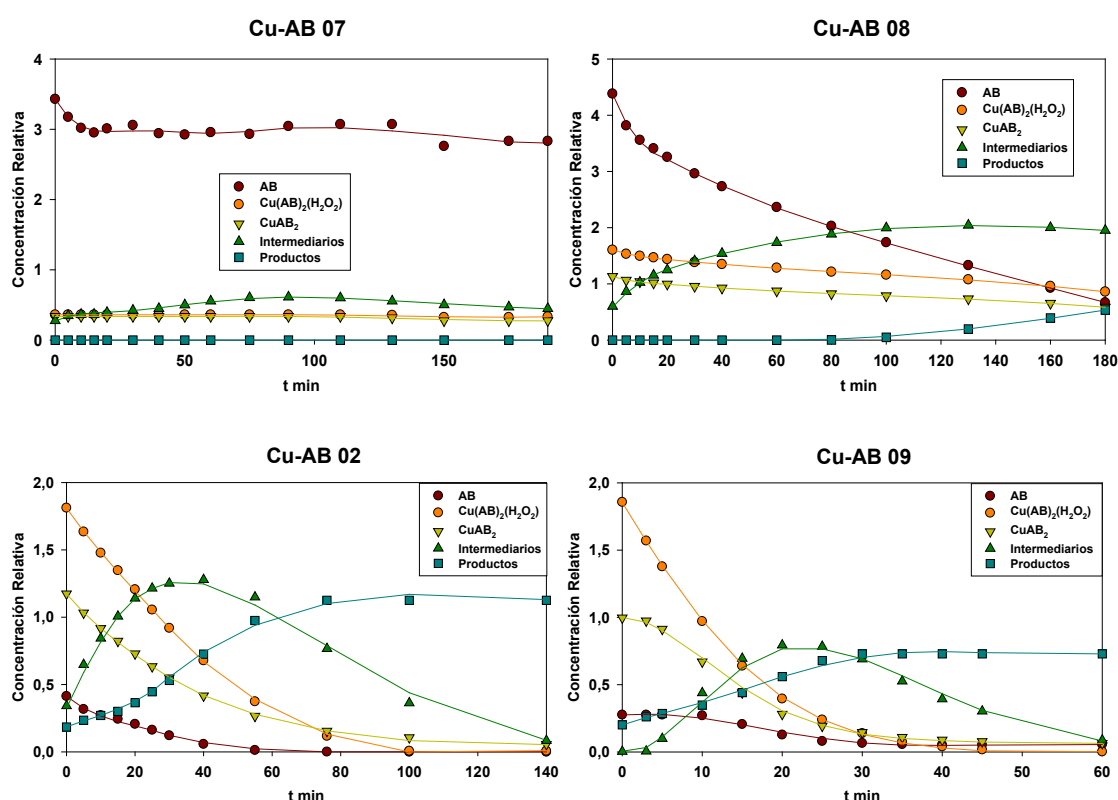 Cu-AB 07
Concentración Relativa
4
3
2
1
0
AB
Cu(AB)₂(H₂O₂)
CuAB₂
Intermediarios
Productos
0 50 100 150
t min
Cu-AB 08
Concentración Relativa
5
4
3
2
1
0
AB
Cu(AB)₂(H₂O₂)
CuAB₂
Intermediarios
Productos
0 20 40 60 80 100 120 140 160 180
t min
Cu-AB 02
Concentración Relativa
2,0
1,5
1,0
0,5
0,0
AB
Cu(AB)₂(H₂O₂)
CuAB₂
Intermediarios
Productos
0 20 40 60 80 100 120 140
t min
Cu-AB 09
Concentración Relativa
2,0
1,5
1,0
0,5
0,0
AB
Cu(AB)₂(H₂O₂)
CuAB₂
Intermediarios
Productos
0 10 20 30 40 50 60
t min